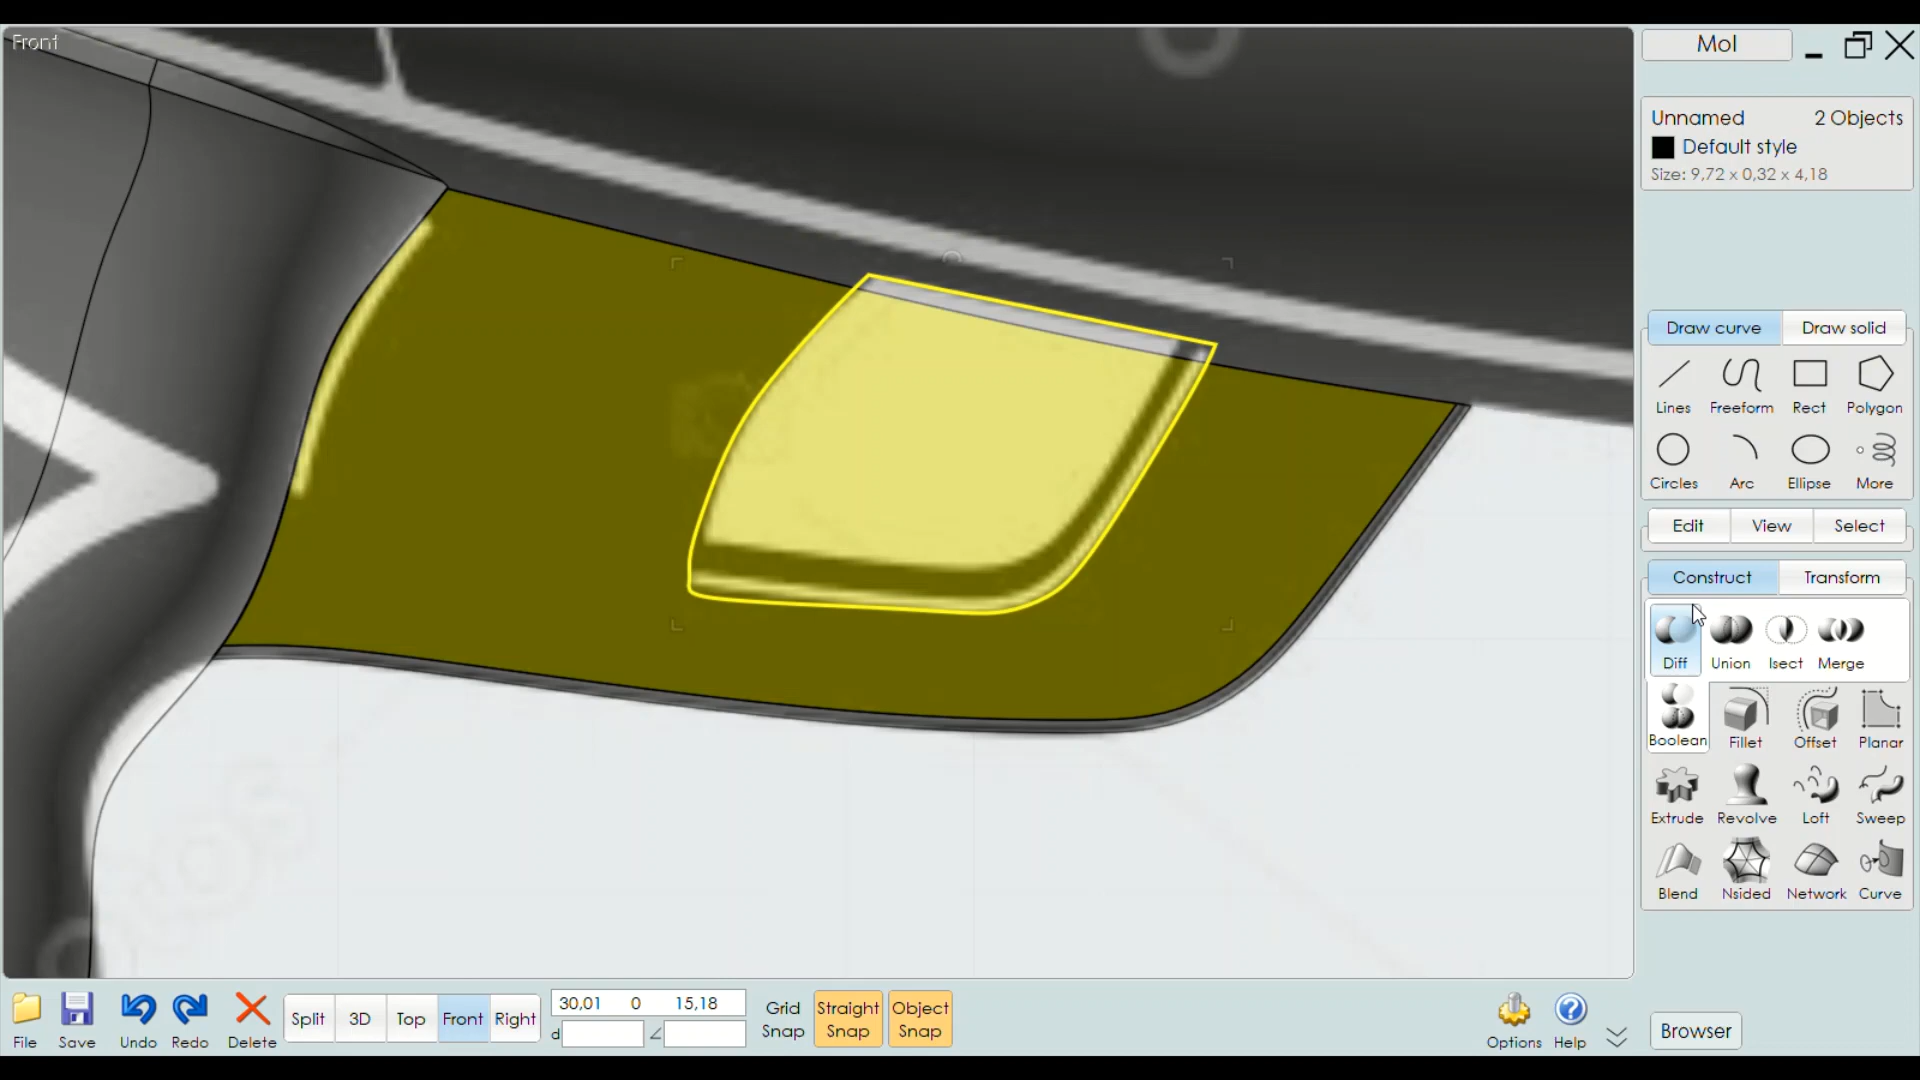 Front
MoI
Unnamed 2 Objects
Default style
Size: 9,72 x 0,32 x 4,18
Draw curve Draw solid
Lines Freeform Rect Polygon
Circles Arc Ellipse More
Edit View Select
Construct Transform
Diff Union Isect Merge
Boolean Fillet Offset Planar
Extrude Revolve Loft Sweep
Blend Nsided Network Curve
File Save Undo Redo Delete
Split 3D Top Front Right
30,01 0 15,18
d
Grid Snap
Straight Snap
Object Snap
Options Help
Browser